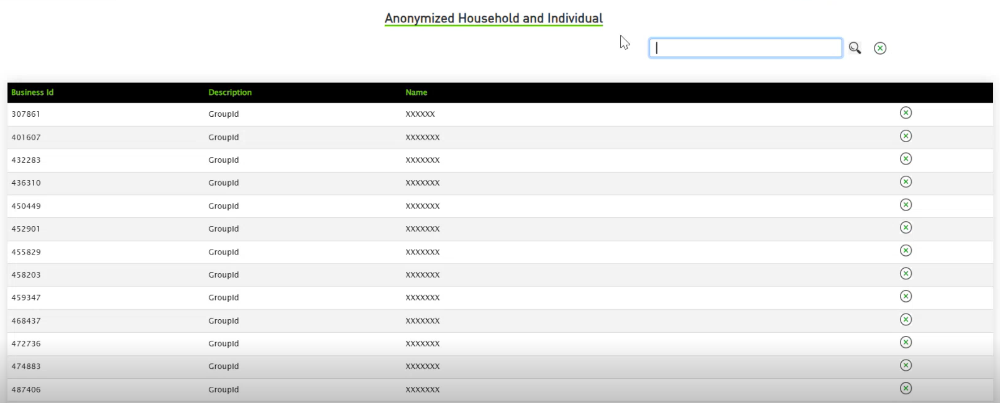 Anonymized Household and Individual
Business Id Description Name
307861 GroupId XXXXXX
401607 GroupId XXXXXXX
432283 GroupId XXXXXXX
436310 GroupId XXXXXXX
450449 GroupId XXXXXXX
452901 GroupId XXXXXXX
455829 GroupId XXXXXXX
458203 GroupId XXXXXXX
459347 GroupId XXXXXXX
468437 GroupId XXXXXXX
472736 GroupId XXXXXXX
474883 GroupId XXXXXXX
487406 GroupId XXXXXXX